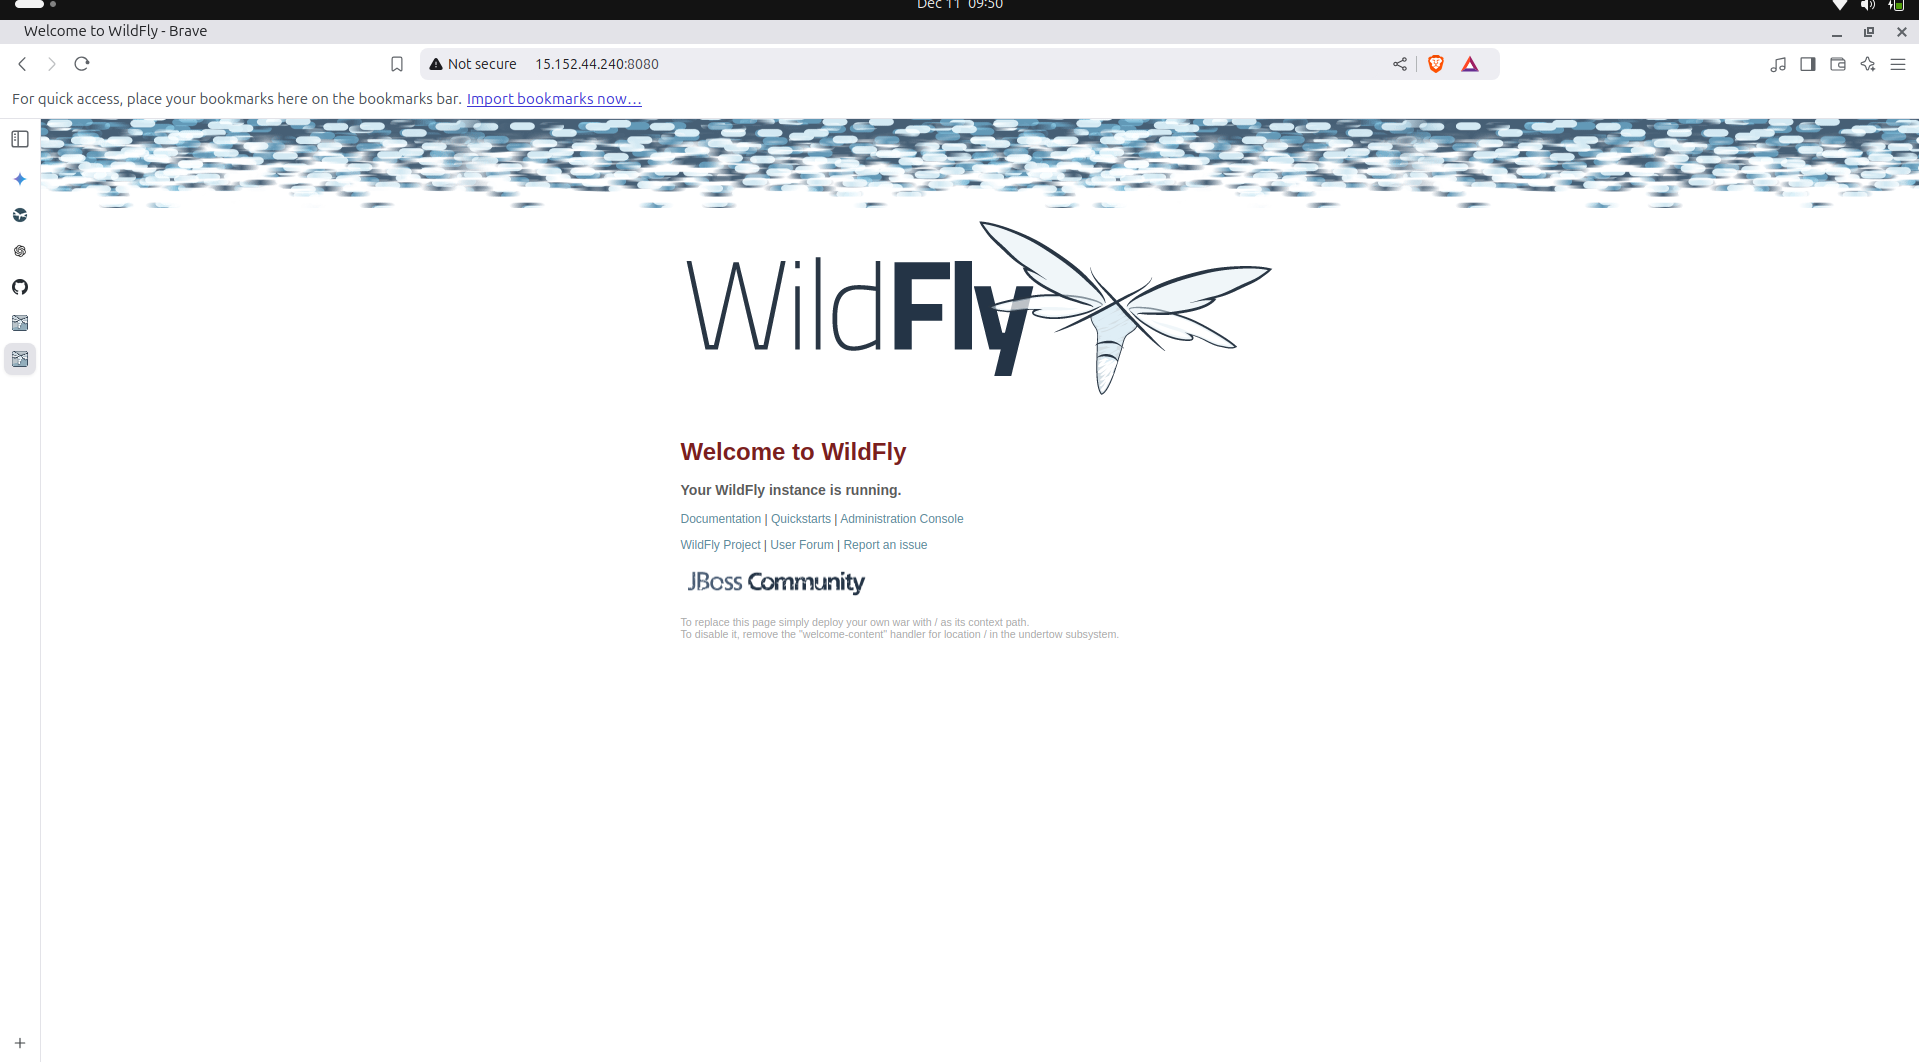 Dec 11 09:50
Welcome to WildFly - Brave
Not secure 15.152.44.240:8080
For quick access, place your bookmarks here on the bookmarks bar. Import bookmarks now...
WildFly
Welcome to WildFly
Your WildFly instance is running.
Documentation | Quickstarts | Administration Console
WildFly Project | User Forum | Report an issue
JBoss Community
To replace this page simply deploy your own war with / as its context path.
To disable it, remove the "welcome-content" handler for location / in the undertow subsystem.